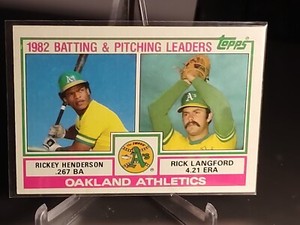 1982 BATTING & PITCHING LEADERS
Topps
RICKEY HENDERSON
.267 BA
RICK LANGFORD
4.21 ERA
OAKLAND ATHLETICS